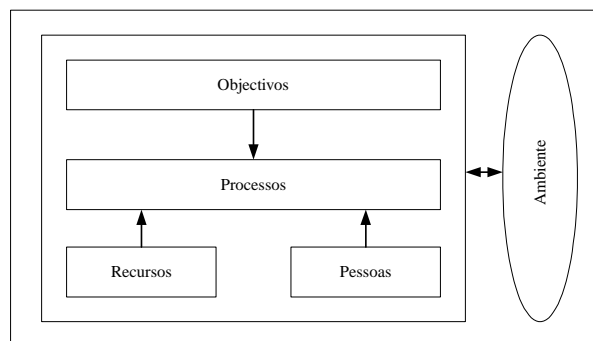 Objectivos
Processos
Recursos
Pessoas
Ambiente